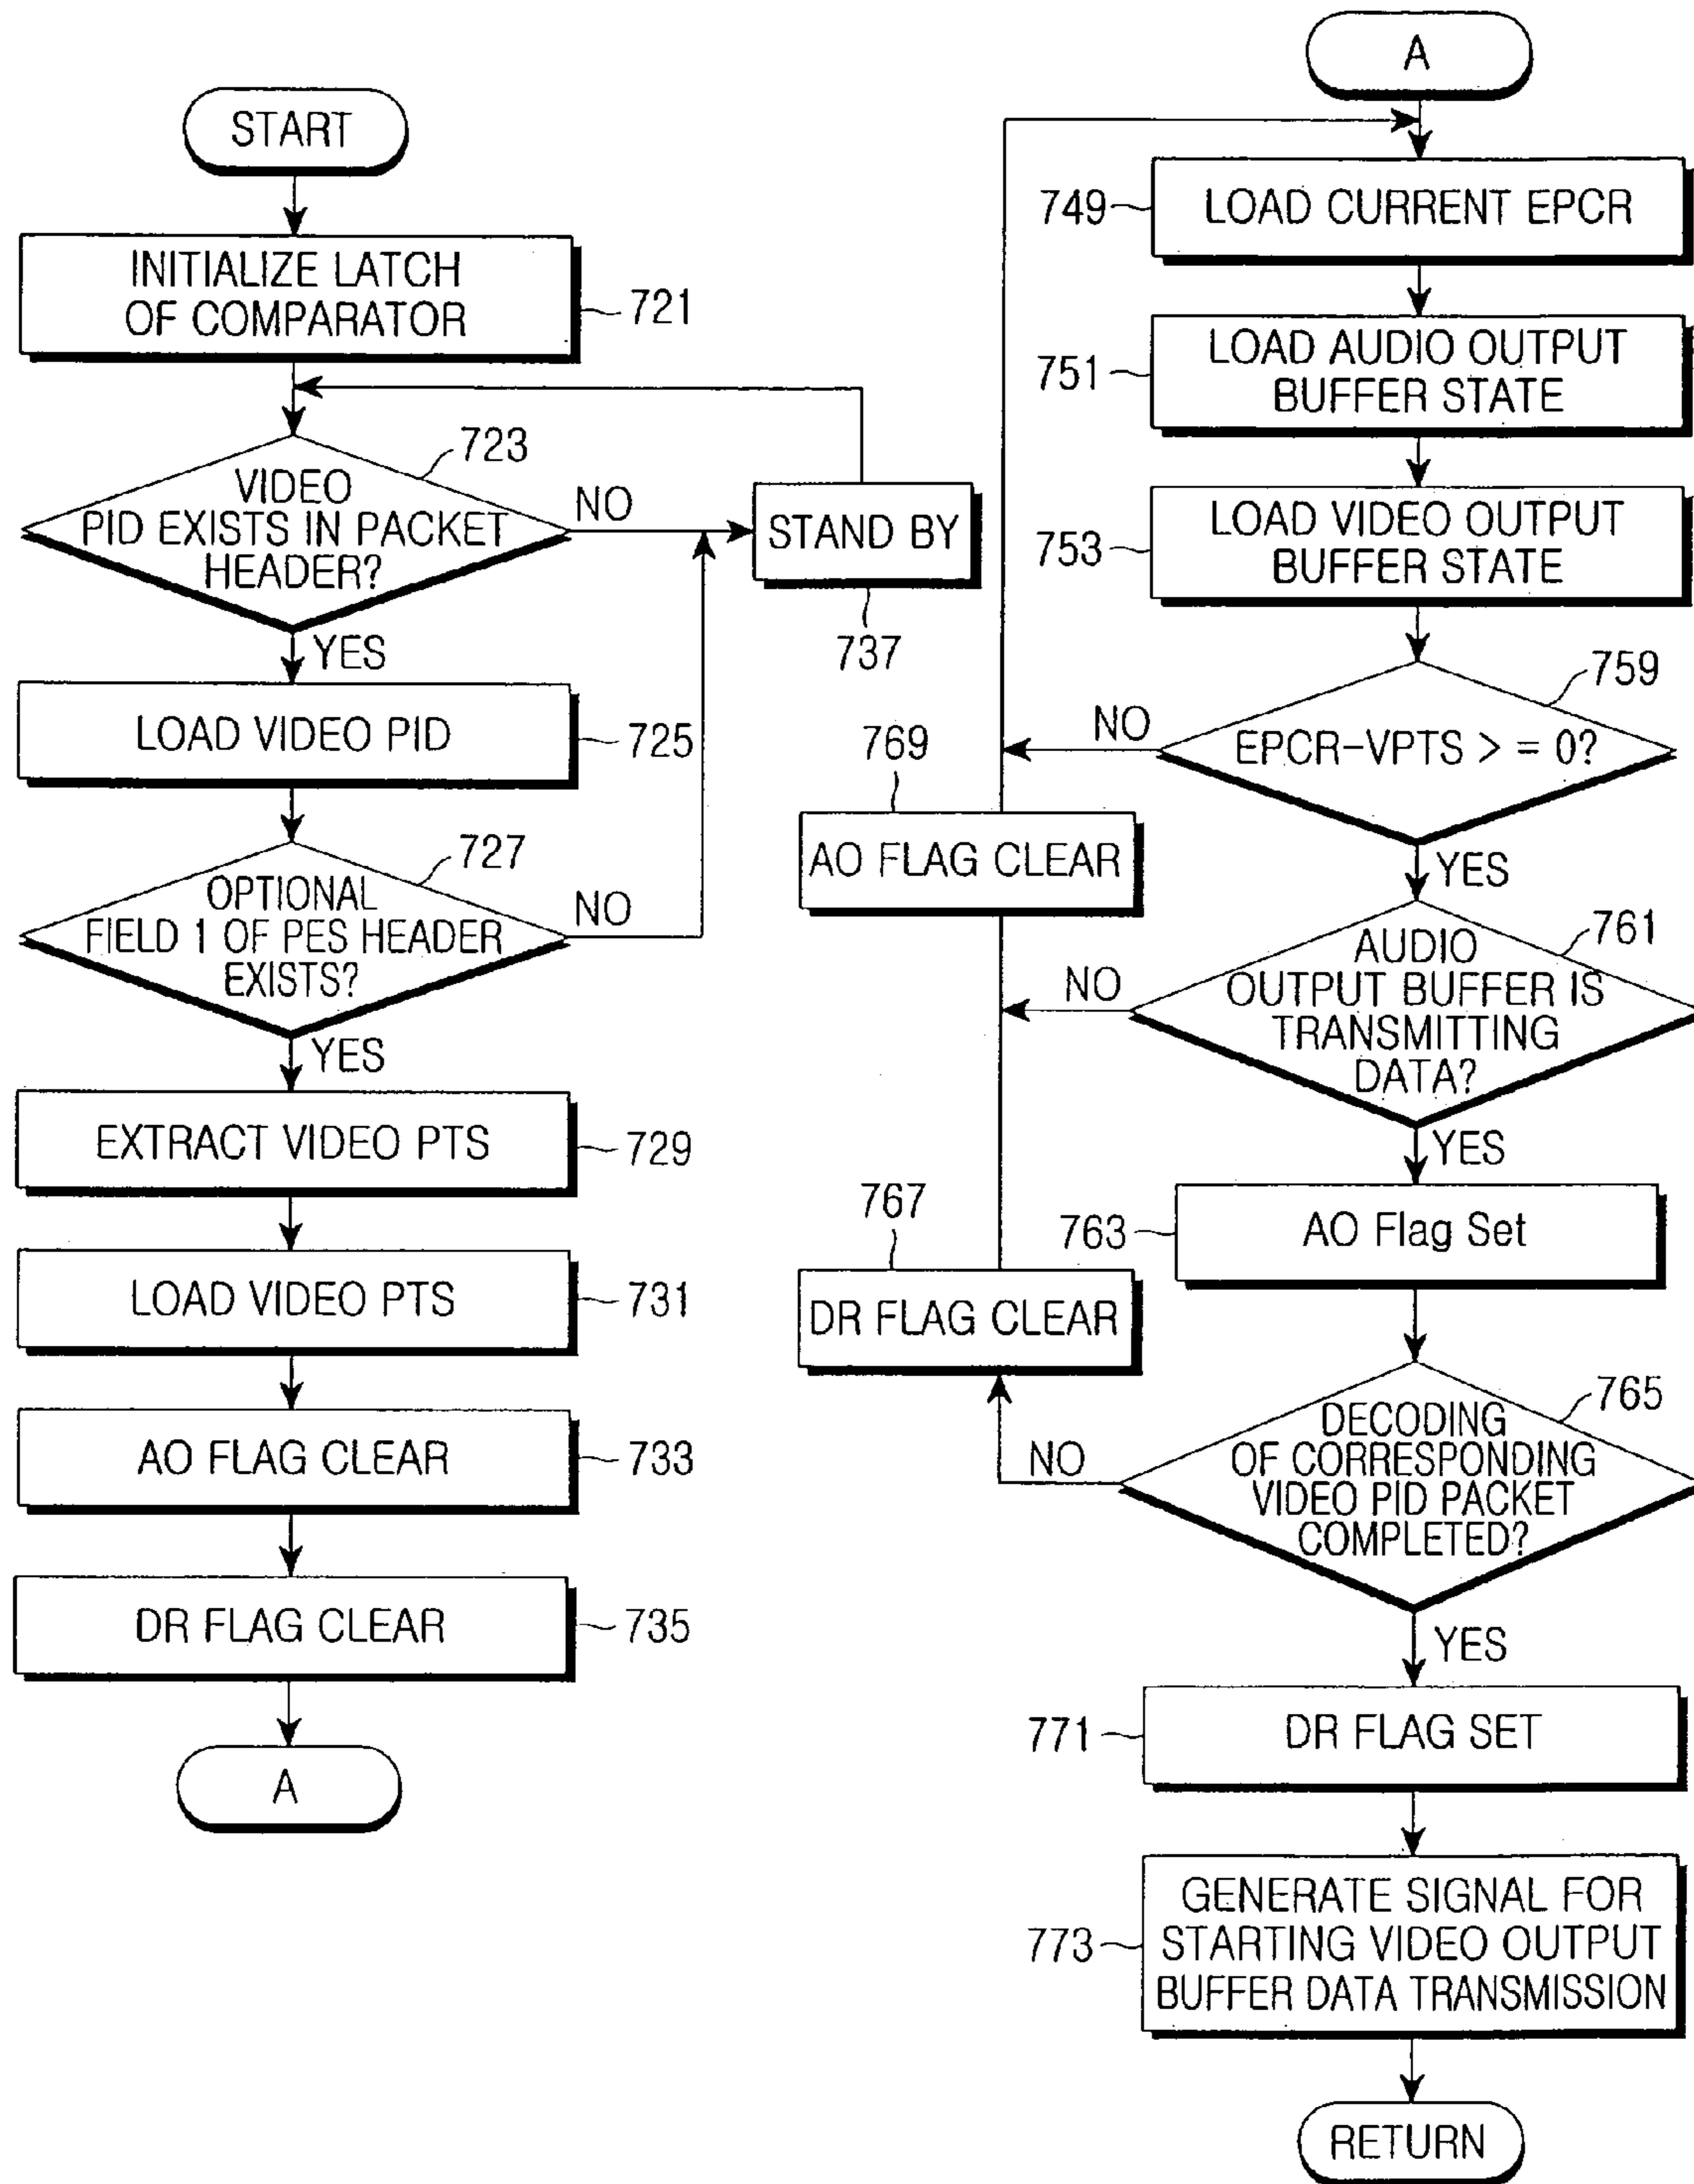 START
INITIALIZE LATCH
OF COMPARATOR
721
723
VIDEO
PID EXISTS IN PACKET
HEADER?
NO
STAND BY
737
YES
LOAD VIDEO PID
725
727
OPTIONAL
FIELD 1 OF PES HEADER
EXISTS?
NO
YES
EXTRACT VIDEO PTS
729
LOAD VIDEO PTS
731
AO FLAG CLEAR
733
DR FLAG CLEAR
735
A
A
749
LOAD CURRENT EPCR
751
LOAD AUDIO OUTPUT
BUFFER STATE
753
LOAD VIDEO OUTPUT
BUFFER STATE
759
EPCR-VPTS > = 0?
NO
YES
769
AO FLAG CLEAR
761
AUDIO
OUTPUT BUFFER IS
TRANSMITTING
DATA?
NO
YES
763
AO Flag Set
767
DR FLAG CLEAR
765
DECODING
OF CORRESPONDING
VIDEO PID PACKET
COMPLETED?
NO
YES
771
DR FLAG SET
773
GENERATE SIGNAL FOR
STARTING VIDEO OUTPUT
BUFFER DATA TRANSMISSION
RETURN